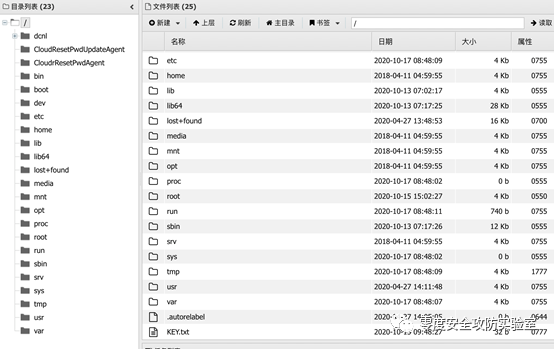 目录列表 (23)
/
dcnl
CloudResetPwdUpdateAgent
CloudrResetPwdAgent
bin
boot
dev
etc
home
lib
lib64
lost+found
media
mnt
opt
proc
root
run
sbin
srv
sys
tmp
usr
var
文件列表 (25)
新建 上层 刷新 主目录 书签 / 读取
名称 日期 大小 属性
etc 2020-10-17 08:48:09 4 Kb 0755
home 2018-04-11 04:59:55 4 Kb 0755
lib 2020-10-13 07:02:17 4 Kb 0555
lib64 2020-10-13 07:17:25 28 Kb 0555
lost+found 2020-04-27 13:48:53 16 Kb 0700
media 2018-04-11 04:59:55 4 Kb 0755
mnt 2018-04-11 04:59:55 4 Kb 0755
opt 2018-04-11 04:59:55 4 Kb 0755
proc 2020-10-17 08:48:02 0 b 0555
root 2020-10-15 15:02:27 4 Kb 0550
run 2020-10-17 08:48:11 740 b 0755
sbin 2020-10-13 07:17:26 12 Kb 0555
srv 2018-04-11 04:59:55 4 Kb 0755
sys 2020-10-17 08:48:02 0 b 0555
tmp 2020-10-17 08:48:09 4 Kb 1777
usr 2020-04-27 14:11:48 4 Kb 0755
var 2020-10-17 08:48:07 4 Kb 0755
.autorelabel 0644
KEY.txt 09:48:27 32 b 0777
零度安全攻防实验室